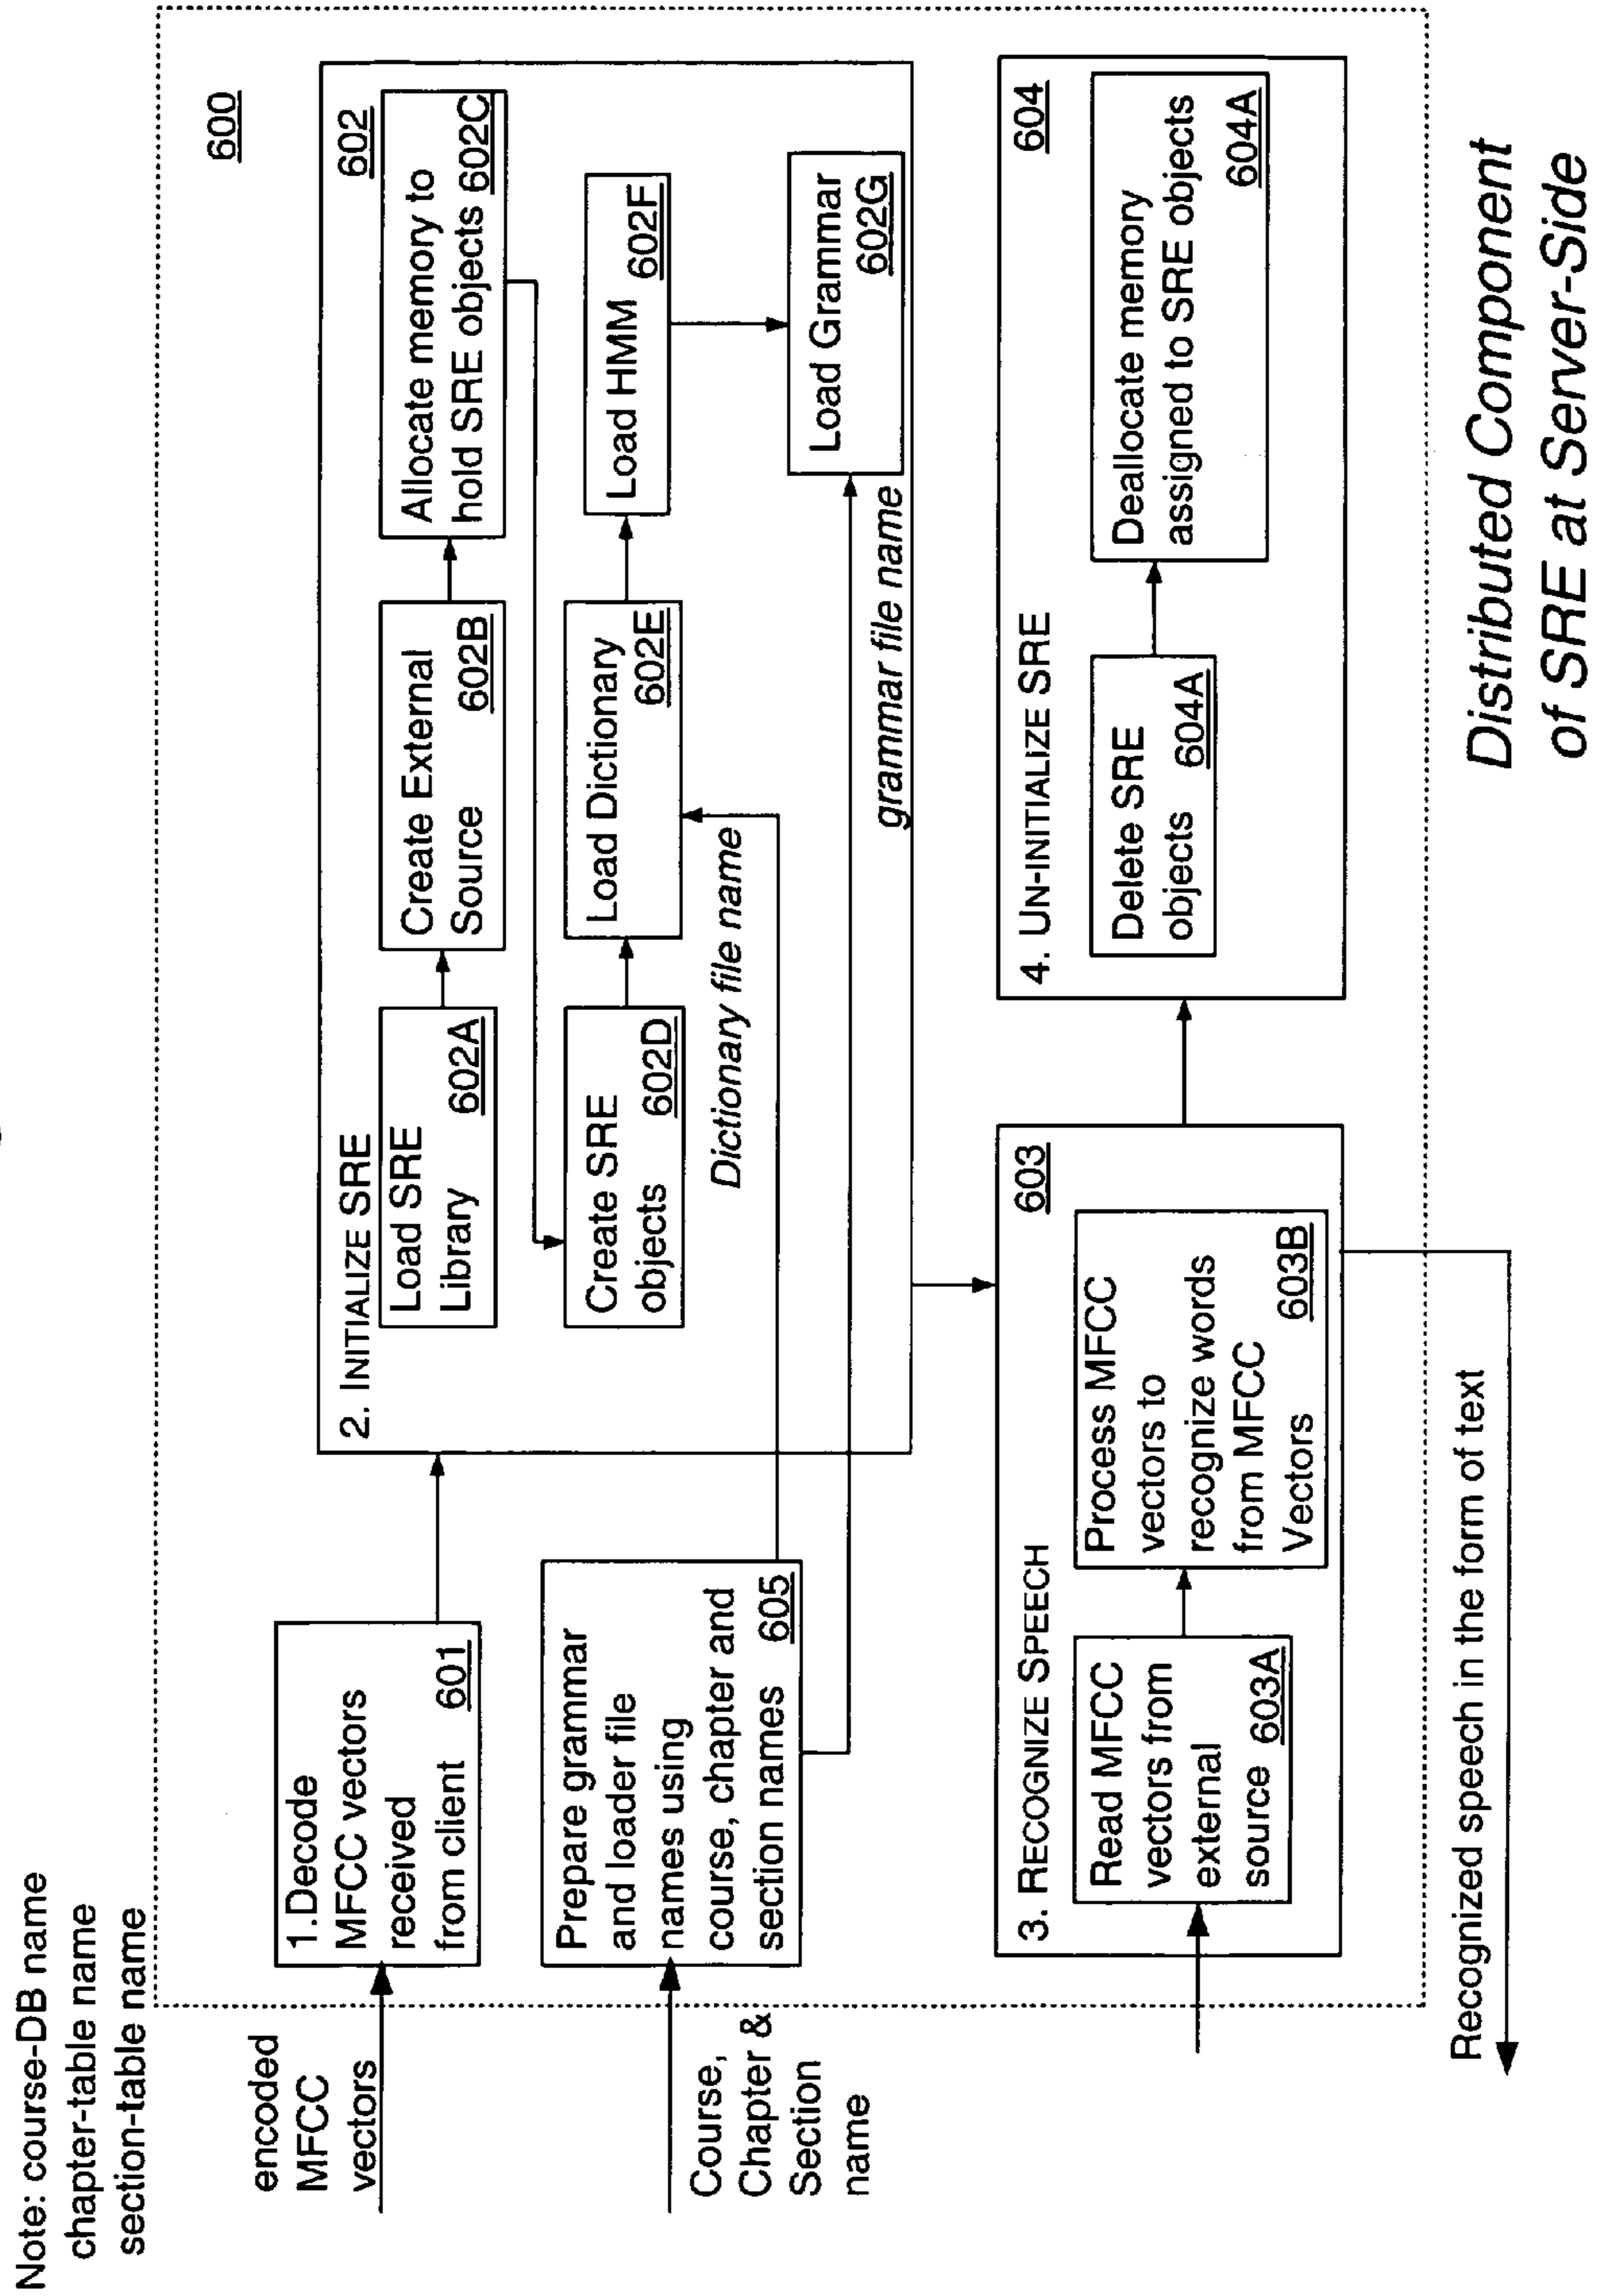 Note: course-DB name
chapter-table name
section-table name
600
encoded
MFCC
vectors
1.Decode
MFCC vectors
received
from client 601
2. INITIALIZE SRE
602
Load SRE
Library 602A
Create External
Source 602B
Allocate memory to
hold SRE objects 602C
Create SRE
objects 602D
Load Dictionary
602E
Load HMM 602F
Dictionary file name
Load Grammar
602G
grammar file name
Course,
Chapter &
Section
name
Prepare grammar
and loader file
names using
course, chapter and
section names 605
3. RECOGNIZE SPEECH
603
Read MFCC
vectors from
external
source 603A
Process MFCC
vectors to
recognize words
from MFCC
Vectors 603B
4. UN-INITIALIZE SRE
604
Delete SRE
objects 604A
Deallocate memory
assigned to SRE objects
604A
Recognized speech in the form of text
Distributed Component
of SRE at Server-Side